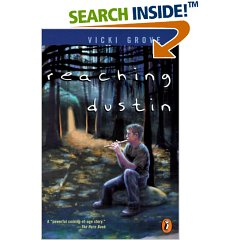 SEARCH INSIDE!™
VICKI GROVE
reaching
dustin
"A powerful coming-of-age story."
—The Horn Book